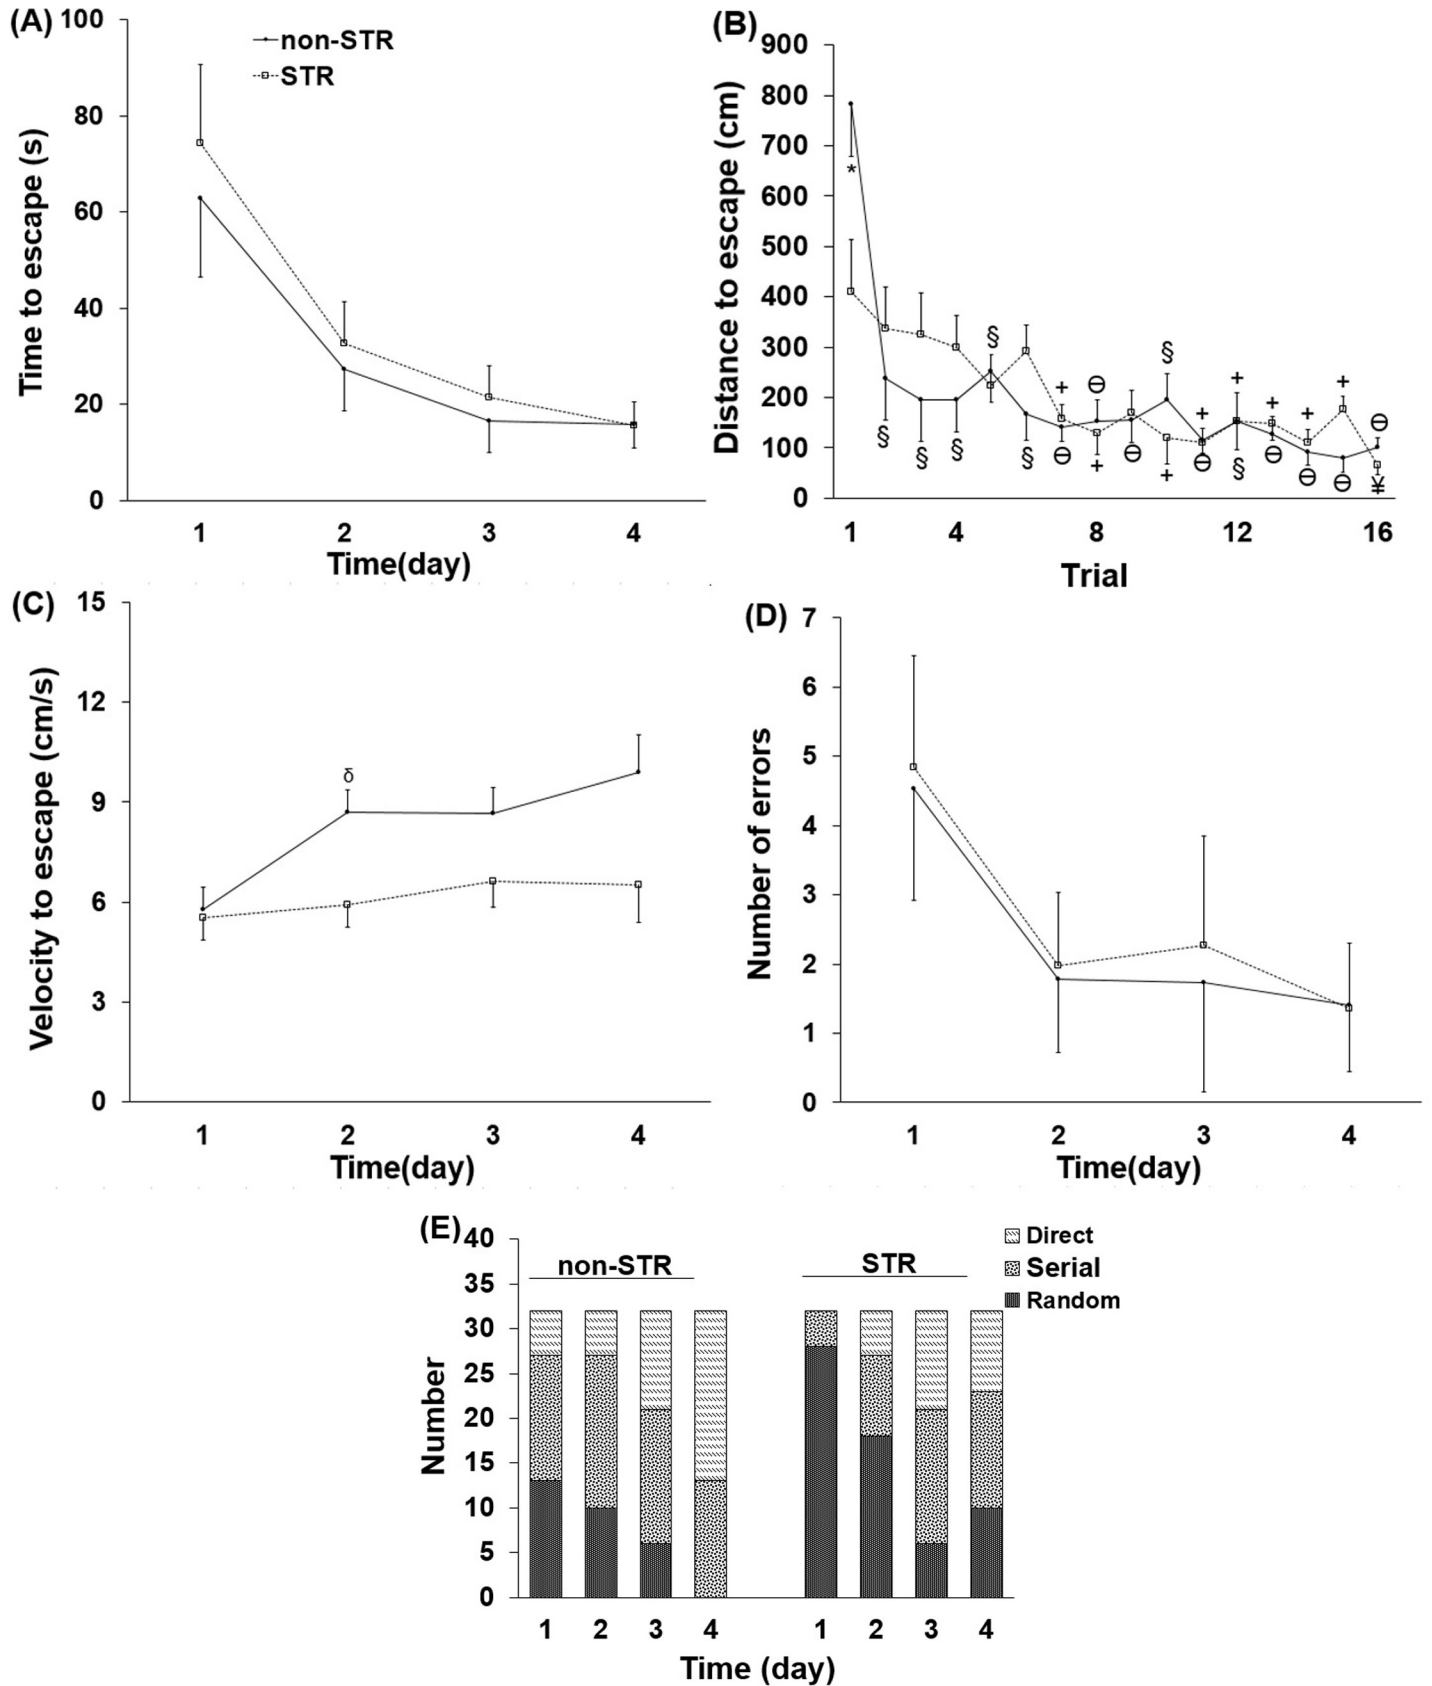 (A)
100
80
60
40
20
0
Time to escape (s)
non-STR
STR
1 2 3 4
Time(day)
(B)
900
800
700
600
500
400
300
200
100
0
Distance to escape (cm)
*
§ § § § § + ⊖ ⊖ + ⊖ § + + ⊖ + § + ⊖ + ⊖ + ⊖ ⊖ ¥
1 4 8 12 16
Trial
(C)
15
12
9
6
3
0
Velocity to escape (cm/s)
1 2 3 4
Time(day)
(D)
7
6
5
4
3
2
1
0
Number of errors
1 2 3 4
Time(day)
(E)
40
35
30
25
20
15
10
5
0
Number
non-STR
STR
Direct
Serial
Random
1 2 3 4 1 2 3 4
Time (day)